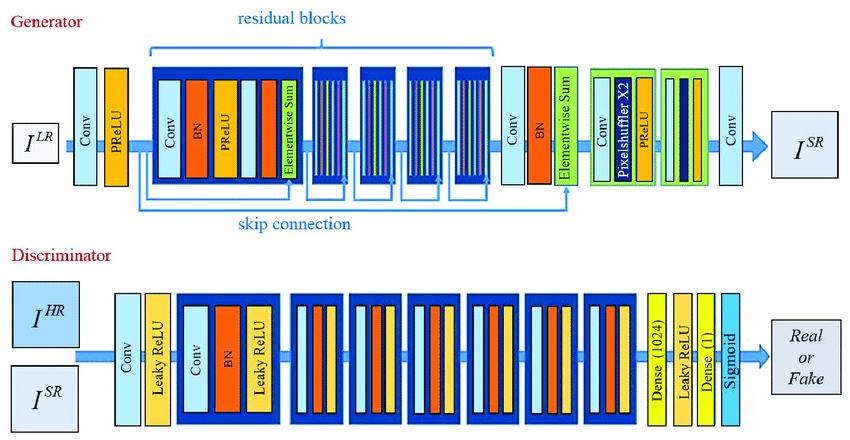 Generator
residual blocks
I^LR
Conv
PReLU
Conv
BN
PReLU
Elementwise Sum
Conv
BN
Elementwise Sum
Conv
Pixelshuffler X2
PReLU
Conv
I^SR
skip connection
Discriminator
I^HR
I^SR
Conv
Leaky ReLU
Conv
BN
Leaky ReLU
Dense (1024)
Leaky ReLU
Dense (1)
Sigmoid
Real
or
Fake